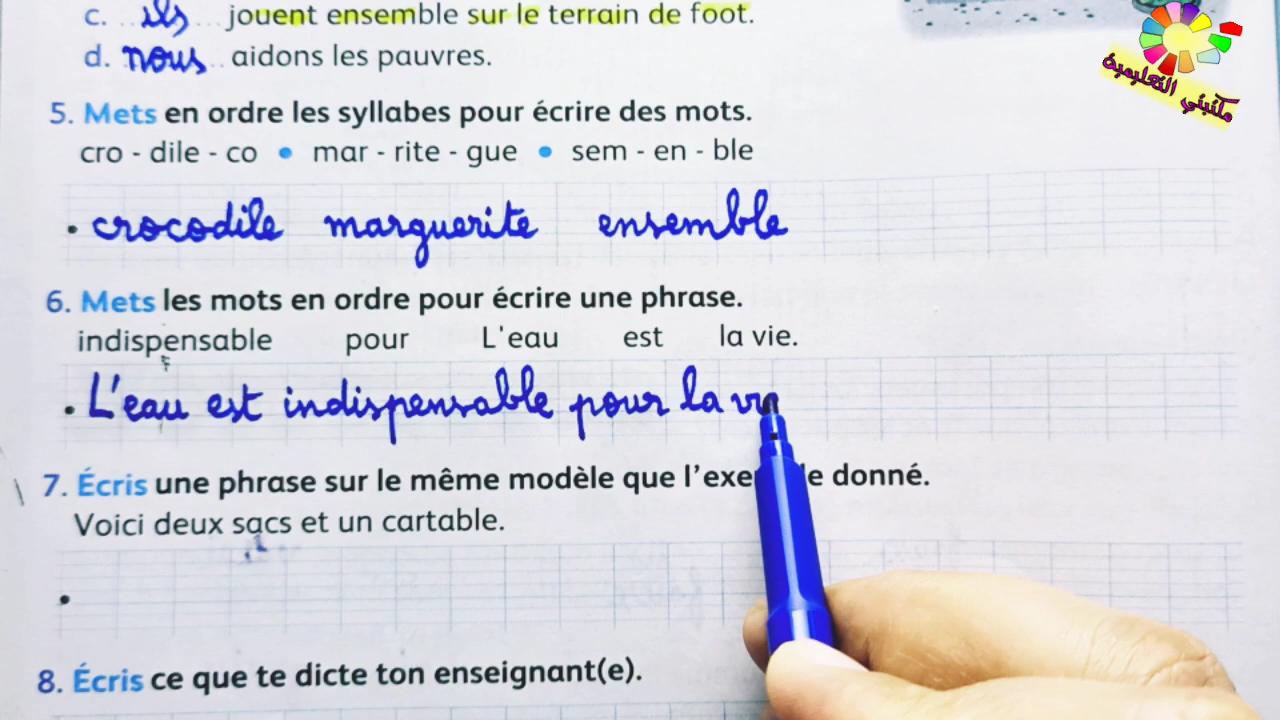 c. ils jouent ensemble sur le terrain de foot.
d. nous aidons les pauvres.
مكتبتي التعليمية
5. Mets en ordre les syllabes pour écrire des mots.
cro - dile - co • mar - rite - gue • sem - en - ble
• crocodile marguerite ensemble
6. Mets les mots en ordre pour écrire une phrase.
indispensable pour L'eau est la vie.
• L'eau est indispensable pour la vi
7. Écris une phrase sur le même modèle que l'exe le donné.
Voici deux sacs et un cartable.
•
8. Écris ce que te dicte ton enseignant(e).